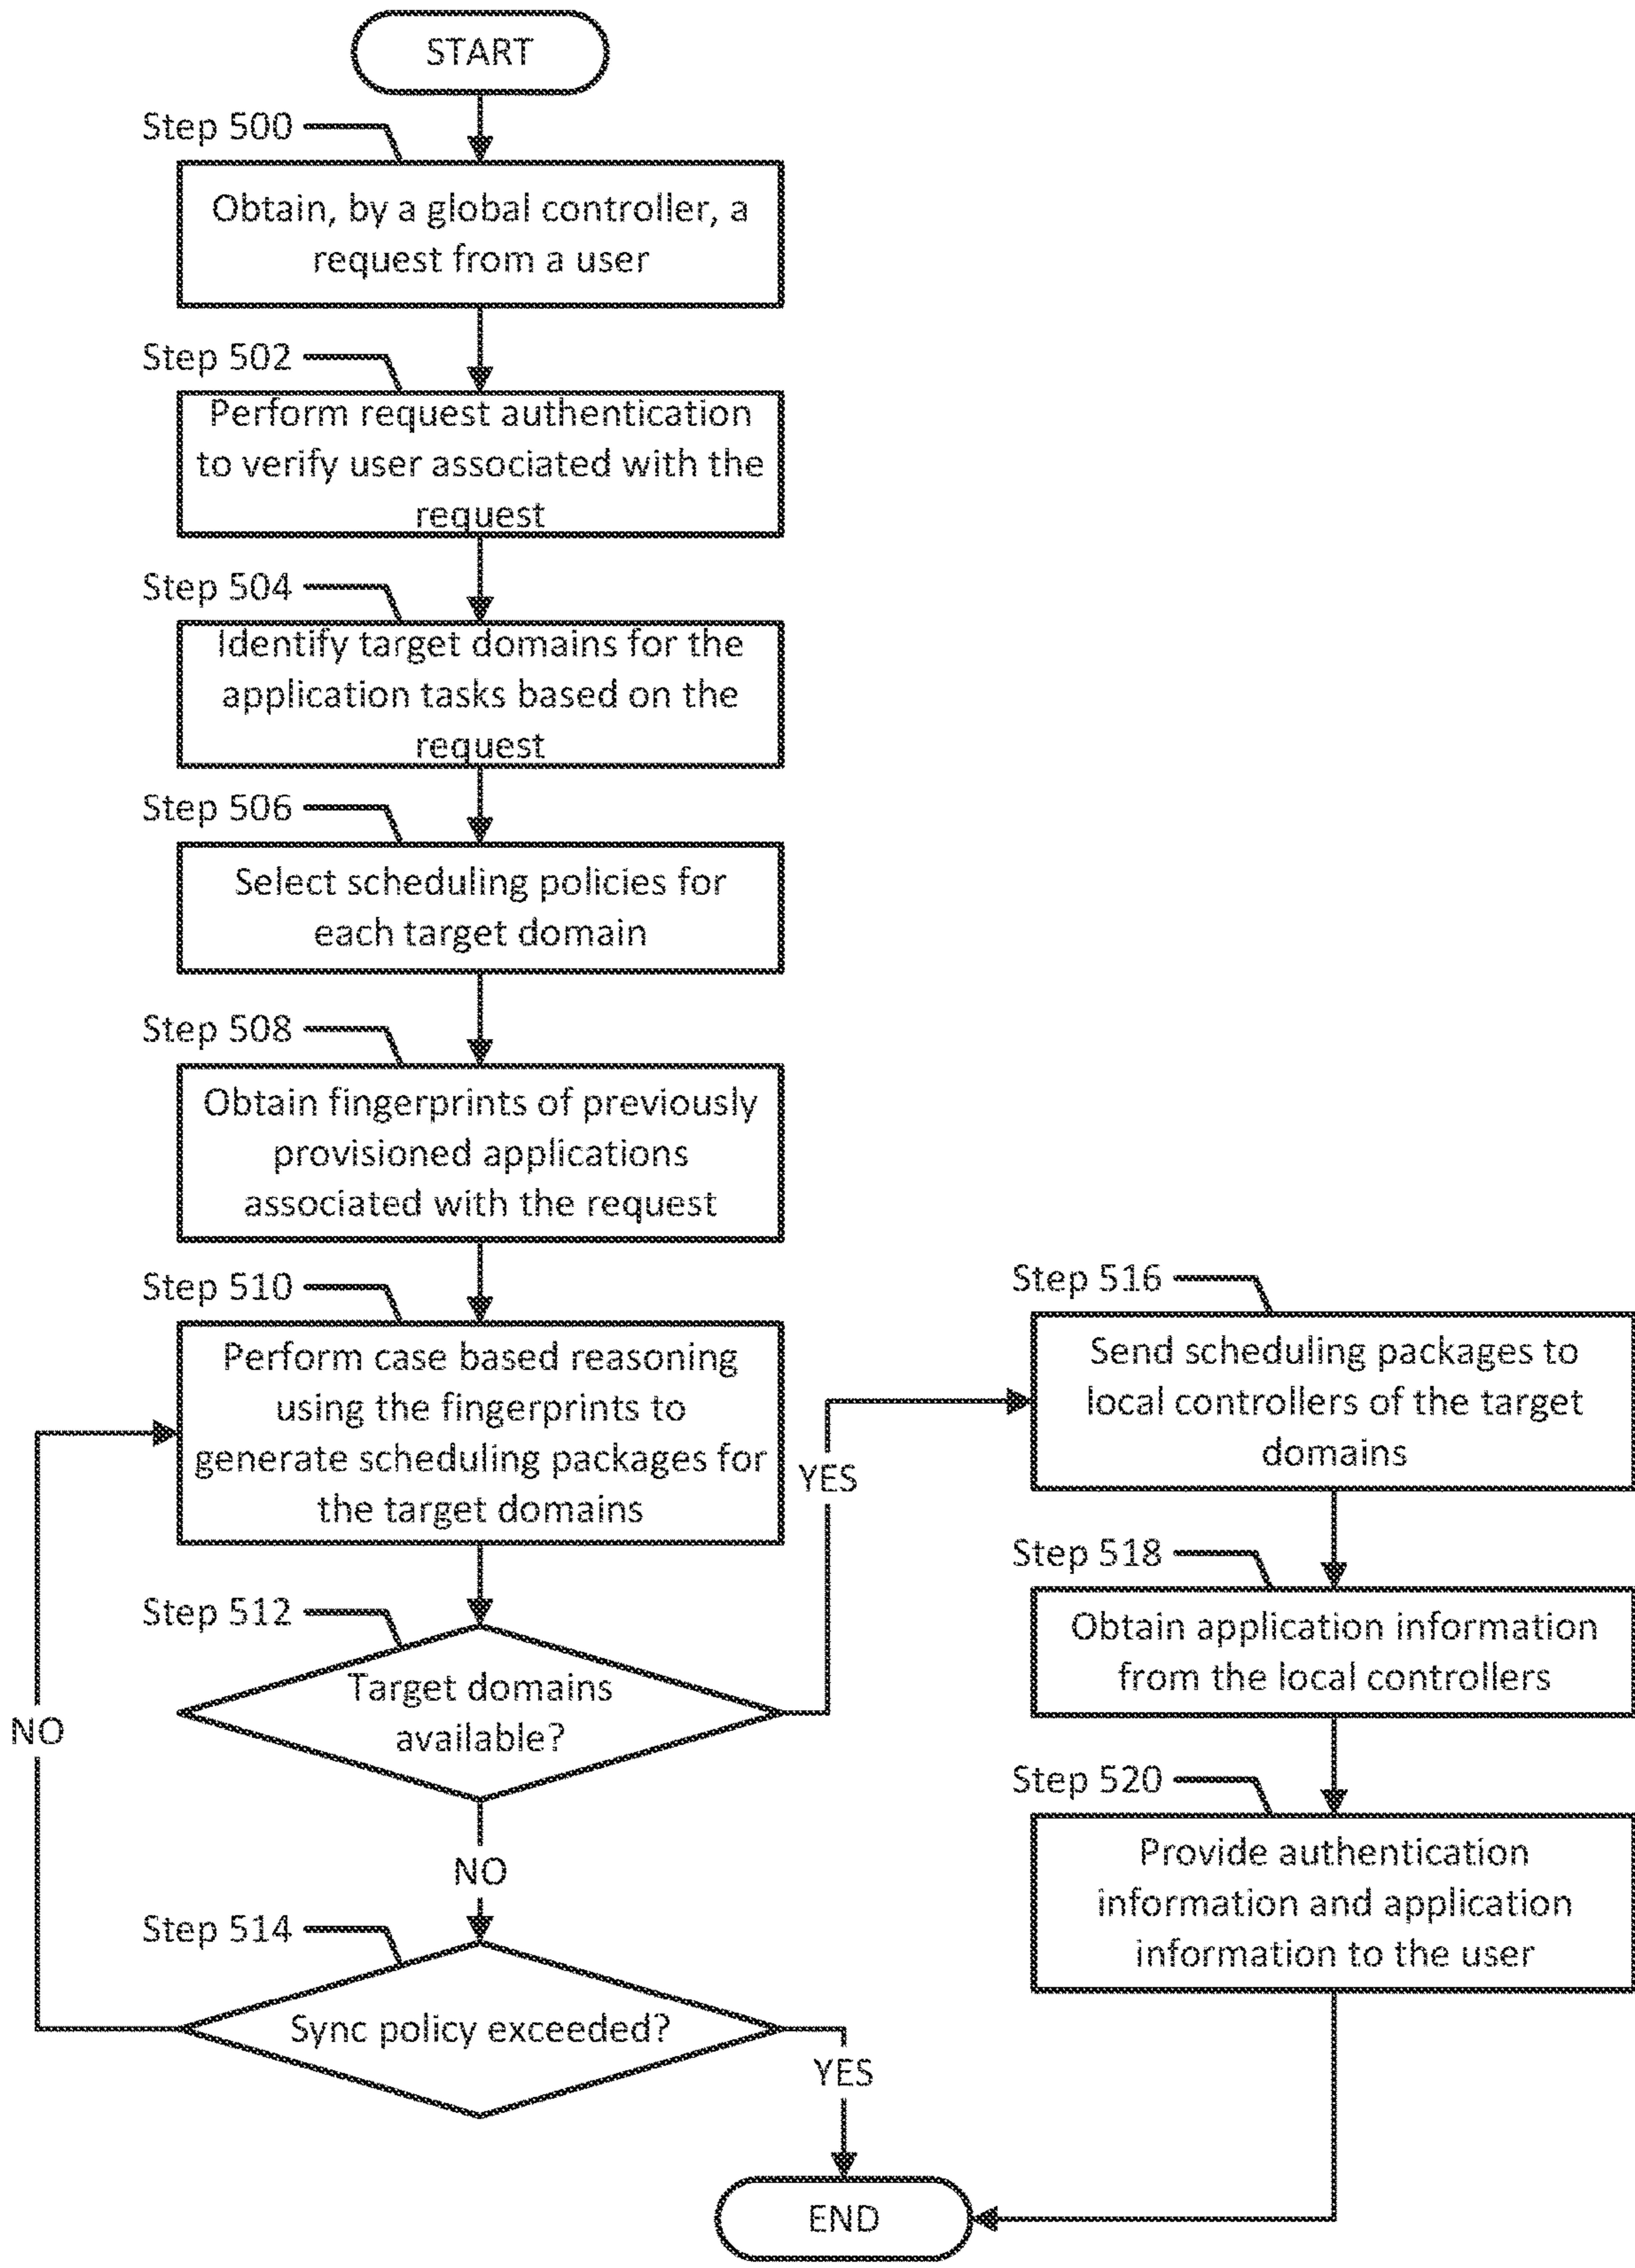 START
Step 500
Obtain, by a global controller, a
request from a user
Step 502
Perform request authentication
to verify user associated with the
request
Step 504
Identify target domains for the
application tasks based on the
request
Step 506
Select scheduling policies for
each target domain
Step 508
Obtain fingerprints of previously
provisioned applications
associated with the request
Step 510
Perform case based reasoning
using the fingerprints to
generate scheduling packages for
the target domains
Step 512
Target domains
available?
YES
NO
Step 514
Sync policy exceeded?
NO
YES
Step 516
Send scheduling packages to
local controllers of the target
domains
Step 518
Obtain application information
from the local controllers
Step 520
Provide authentication
information and application
information to the user
END